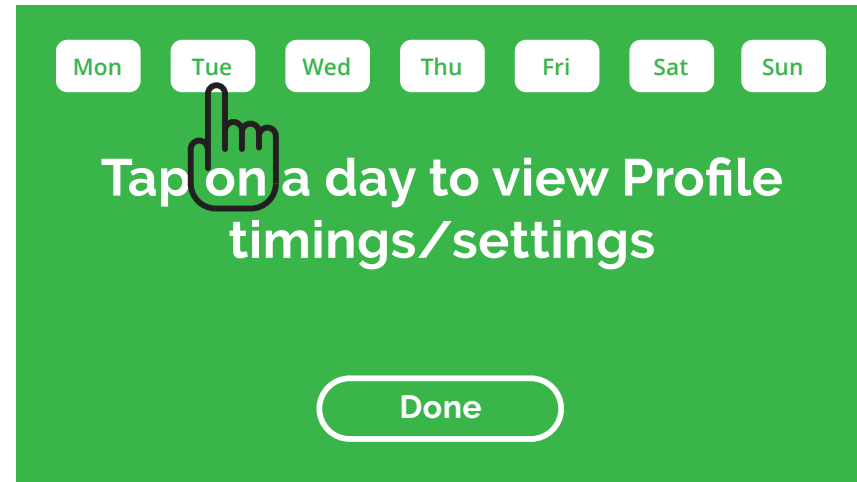 Mon Tue Wed Thu Fri Sat Sun
Tap on a day to view Profile
timings/settings
Done